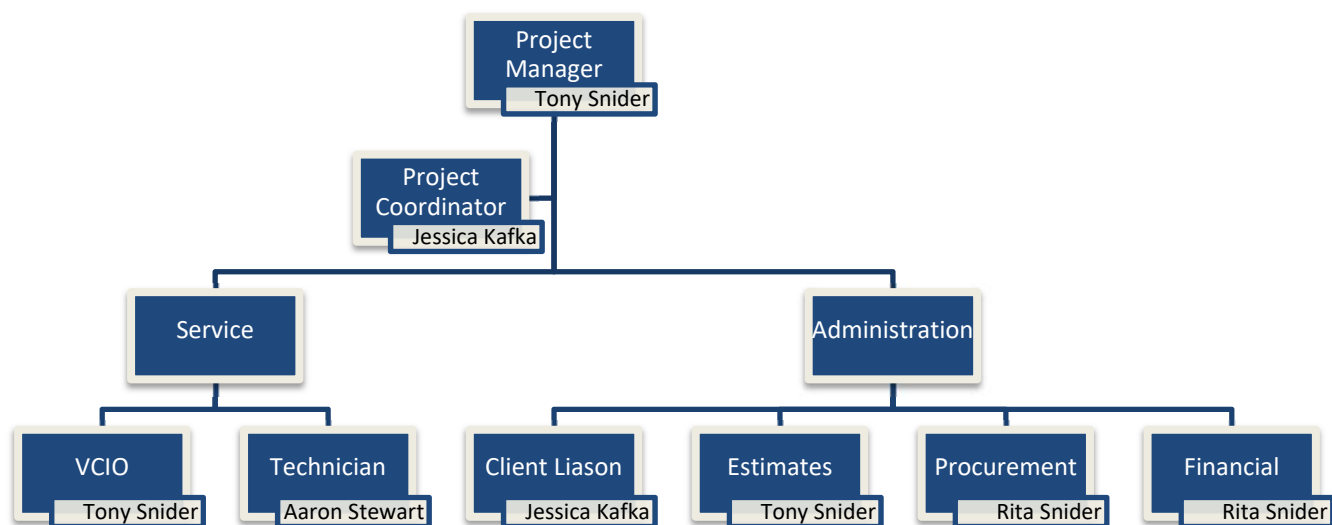 Project
Manager
Tony Snider
Project
Coordinator
Jessica Kafka
Service
Administration
VCIO
Tony Snider
Technician
Aaron Stewart
Client Liason
Jessica Kafka
Estimates
Tony Snider
Procurement
Rita Snider
Financial
Rita Snider